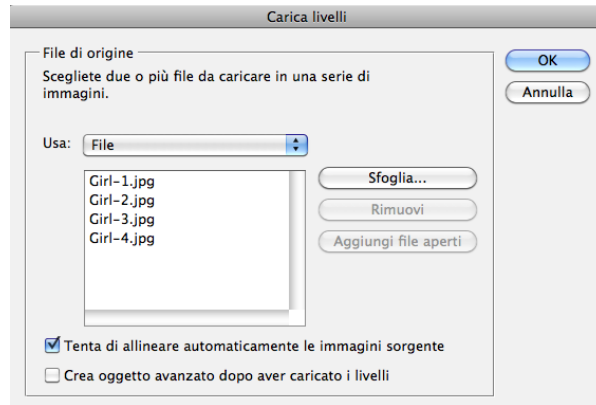 Carica livelli
File di origine
Scegliete due o più file da caricare in una serie di
immagini.
OK
Annulla
Usa: File
Girl-1.jpg
Girl-2.jpg
Girl-3.jpg
Girl-4.jpg
Sfoglia...
Rimuovi
Aggiungi file aperti
Tenta di allineare automaticamente le immagini sorgente
Crea oggetto avanzato dopo aver caricato i livelli